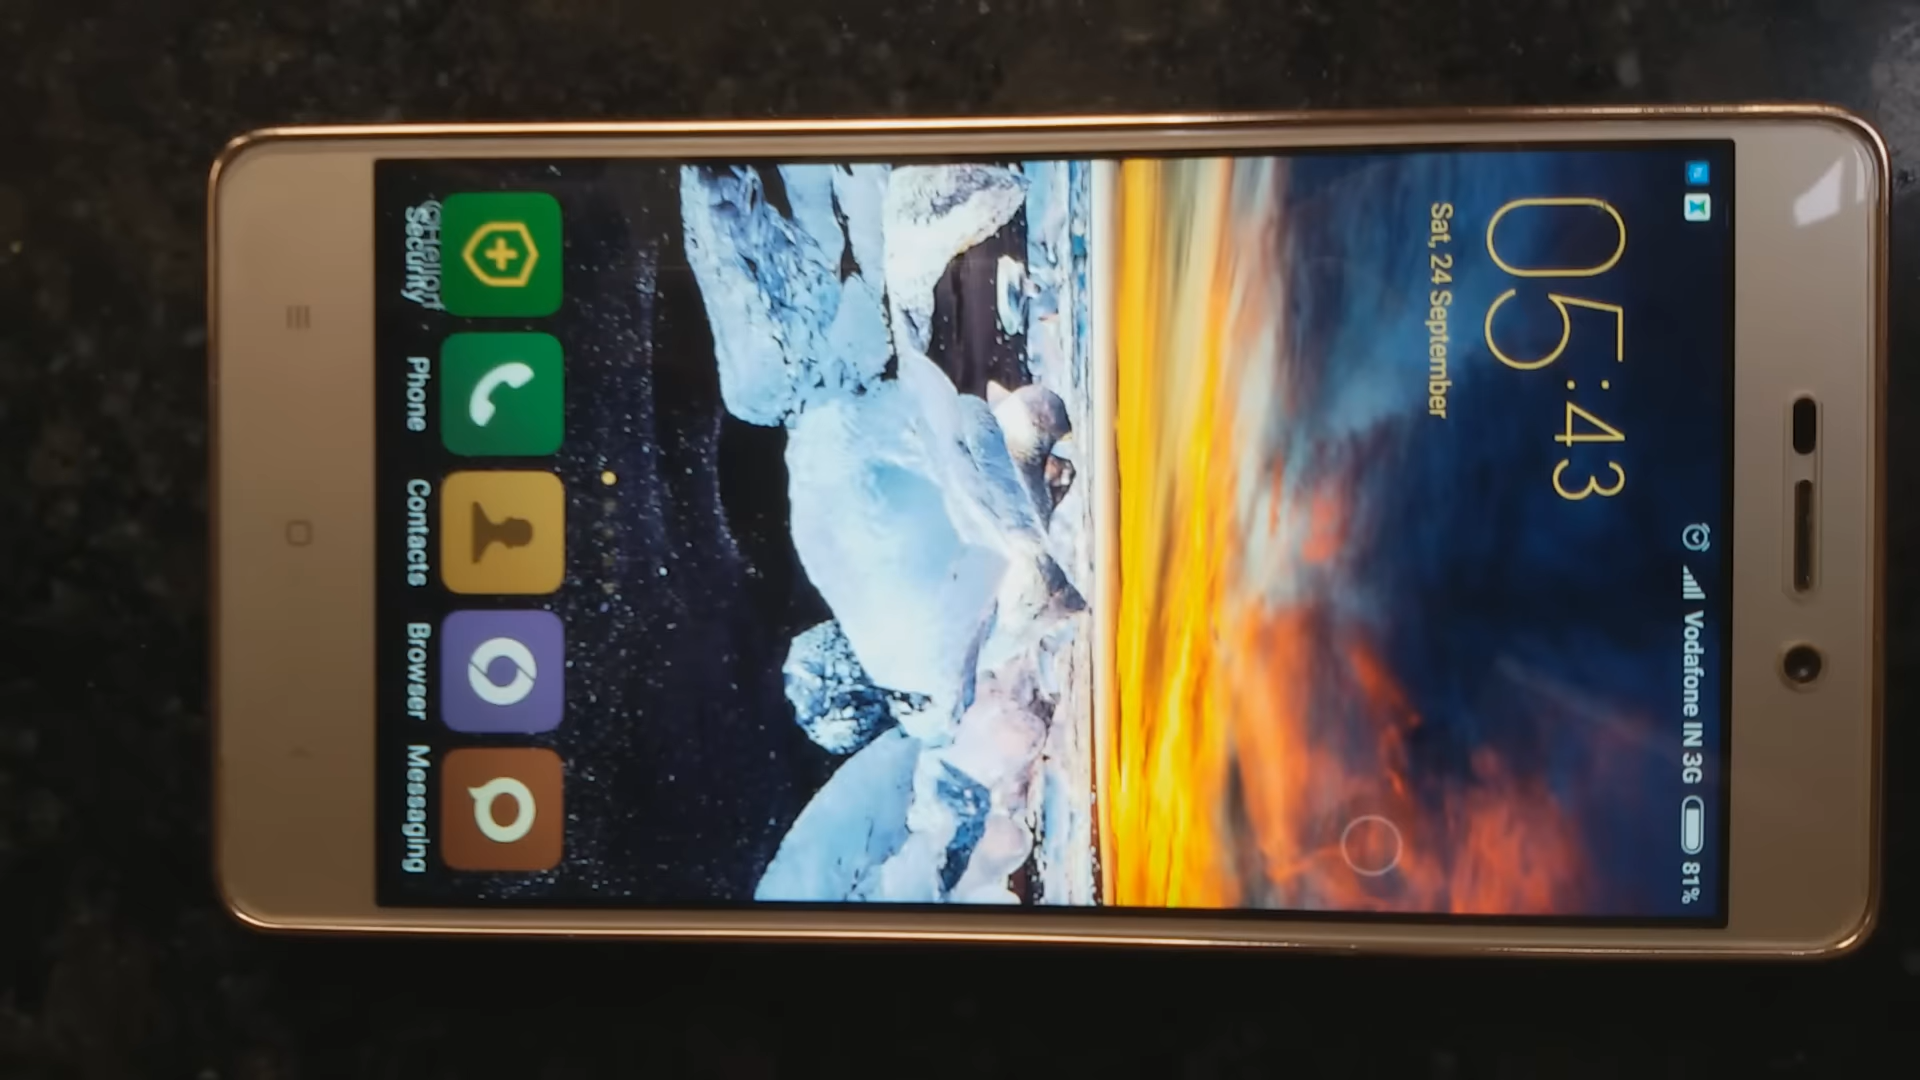 Vodafone IN 3G 81%
05:43
Sat, 24 September
Security Phone Contacts Browser Messaging